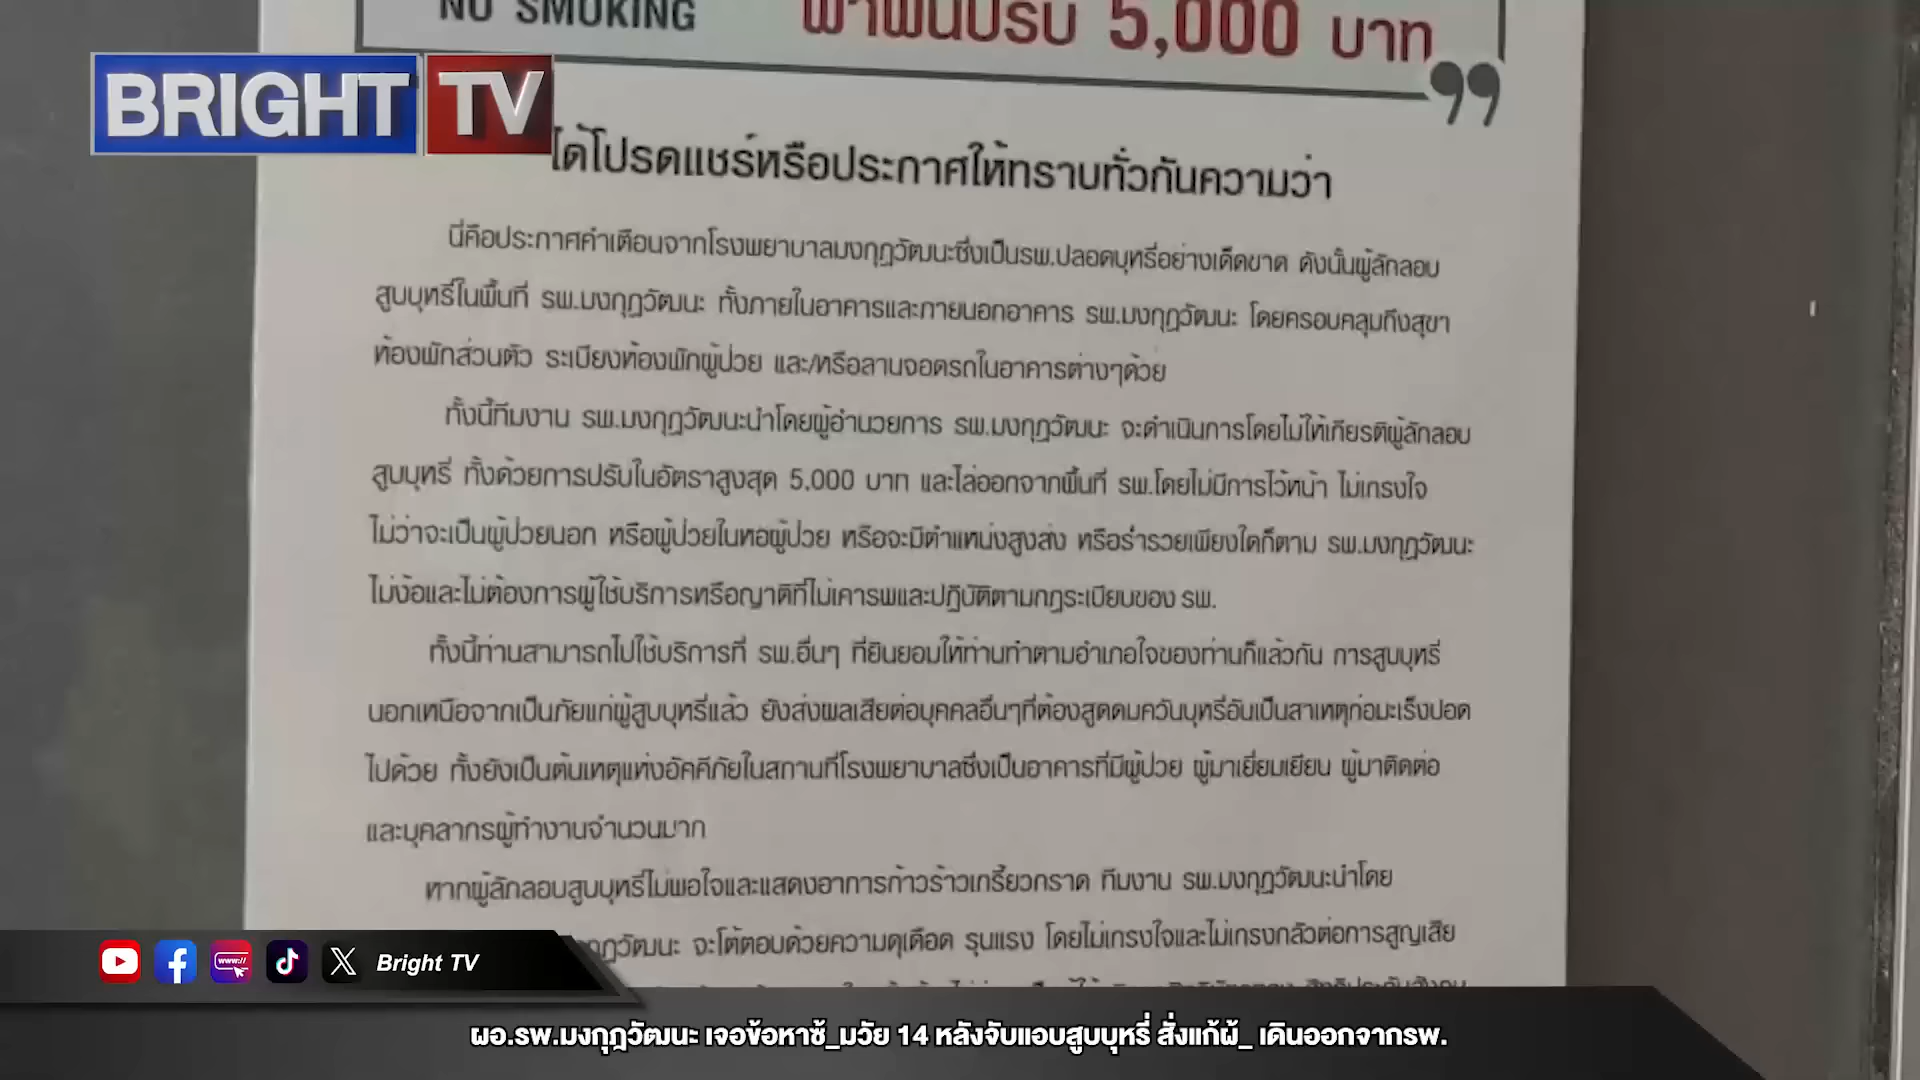 NO SMOKING ฝ่าฝืนปรับ 5,000 บาท
”
BRIGHT TV
ได้โปรดแชร์หรือประกาศให้ทราบทั่วกันความว่า
นี่คือประกาศคำเตือนจากโรงพยาบาลมงกุฎวัฒนะซึ่งเป็นรพ.ปลอดบุหรี่อย่างเด็ดขาด ดังนั้นผู้ลักลอบ
สูบบุหรี่ในพื้นที่ รพ.มงกุฎวัฒนะ ทั้งภายในอาคารและภายนอกอาคาร รพ.มงกุฎวัฒนะ โดยครอบคลุมถึงสุขา
ห้องพักส่วนตัว ระเบียงห้องพักผู้ป่วย และ/หรือลานจอดรถในอาคารต่างๆด้วย
ทั้งนี้ทีมงาน รพ.มงกุฎวัฒนะนำโดยผู้อำนวยการ รพ.มงกุฎวัฒนะ จะดำเนินการโดยไม่ให้เกียรติผู้ลักลอบ
สูบบุหรี่ ทั้งด้วยการปรับในอัตราสูงสุด 5,000 บาท และไล่ออกจากพื้นที่ รพ.โดยไม่มีการไว้หน้า ไม่เกรงใจ
ไม่ว่าจะเป็นผู้ป่วยนอก หรือผู้ป่วยในหอผู้ป่วย หรือจะมีตำแหน่งสูงส่ง หรือร่ำรวยเพียงใดก็ตาม รพ.มงกุฎวัฒนะ
ไม่ง้อและไม่ต้องการผู้ใช้บริการหรือญาติที่ไม่เคารพและปฏิบัติตามกฎระเบียบของ รพ.
ทั้งนี้ท่านสามารถไปใช้บริการที่ รพ.อื่นๆ ที่ยินยอมให้ท่านทำตามอำเภอใจของท่านก็แล้วกัน การสูบบุหรี่
นอกเหนือจากเป็นภัยแก่ผู้สูบบุหรี่แล้ว ยังส่งผลเสียต่อบุคคลอื่นๆที่ต้องสูดดมควันบุหรี่อันเป็นสาเหตุก่อมะเร็งปอด
ไปด้วย ทั้งยังเป็นต้นเหตุแห่งอัคคีภัยในสถานที่โรงพยาบาลซึ่งเป็นอาคารที่มีผู้ป่วย ผู้มาเยี่ยมเยียน ผู้มาติดต่อ
และบุคลากรผู้ทำงานจำนวนมาก
หากผู้ลักลอบสูบบุหรี่ไม่พอใจและแสดงอาการก้าวร้าวเกรี้ยวกราด ทีมงาน รพ.มงกุฎวัฒนะนำโดย
กุฎวัฒนะ จะโต้ตอบด้วยความดุเดือด รุนแรง โดยไม่เกรงใจและไม่เกรงกลัวต่อการสูญเสีย
Bright TV
ผอ.รพ.มงกุฎวัฒนะ เจอข้อหาซ้_มวัย 14 หลังจับแอบสูบบุหรี่ สั่งแก้ผ้_ เดินออกจากรพ.